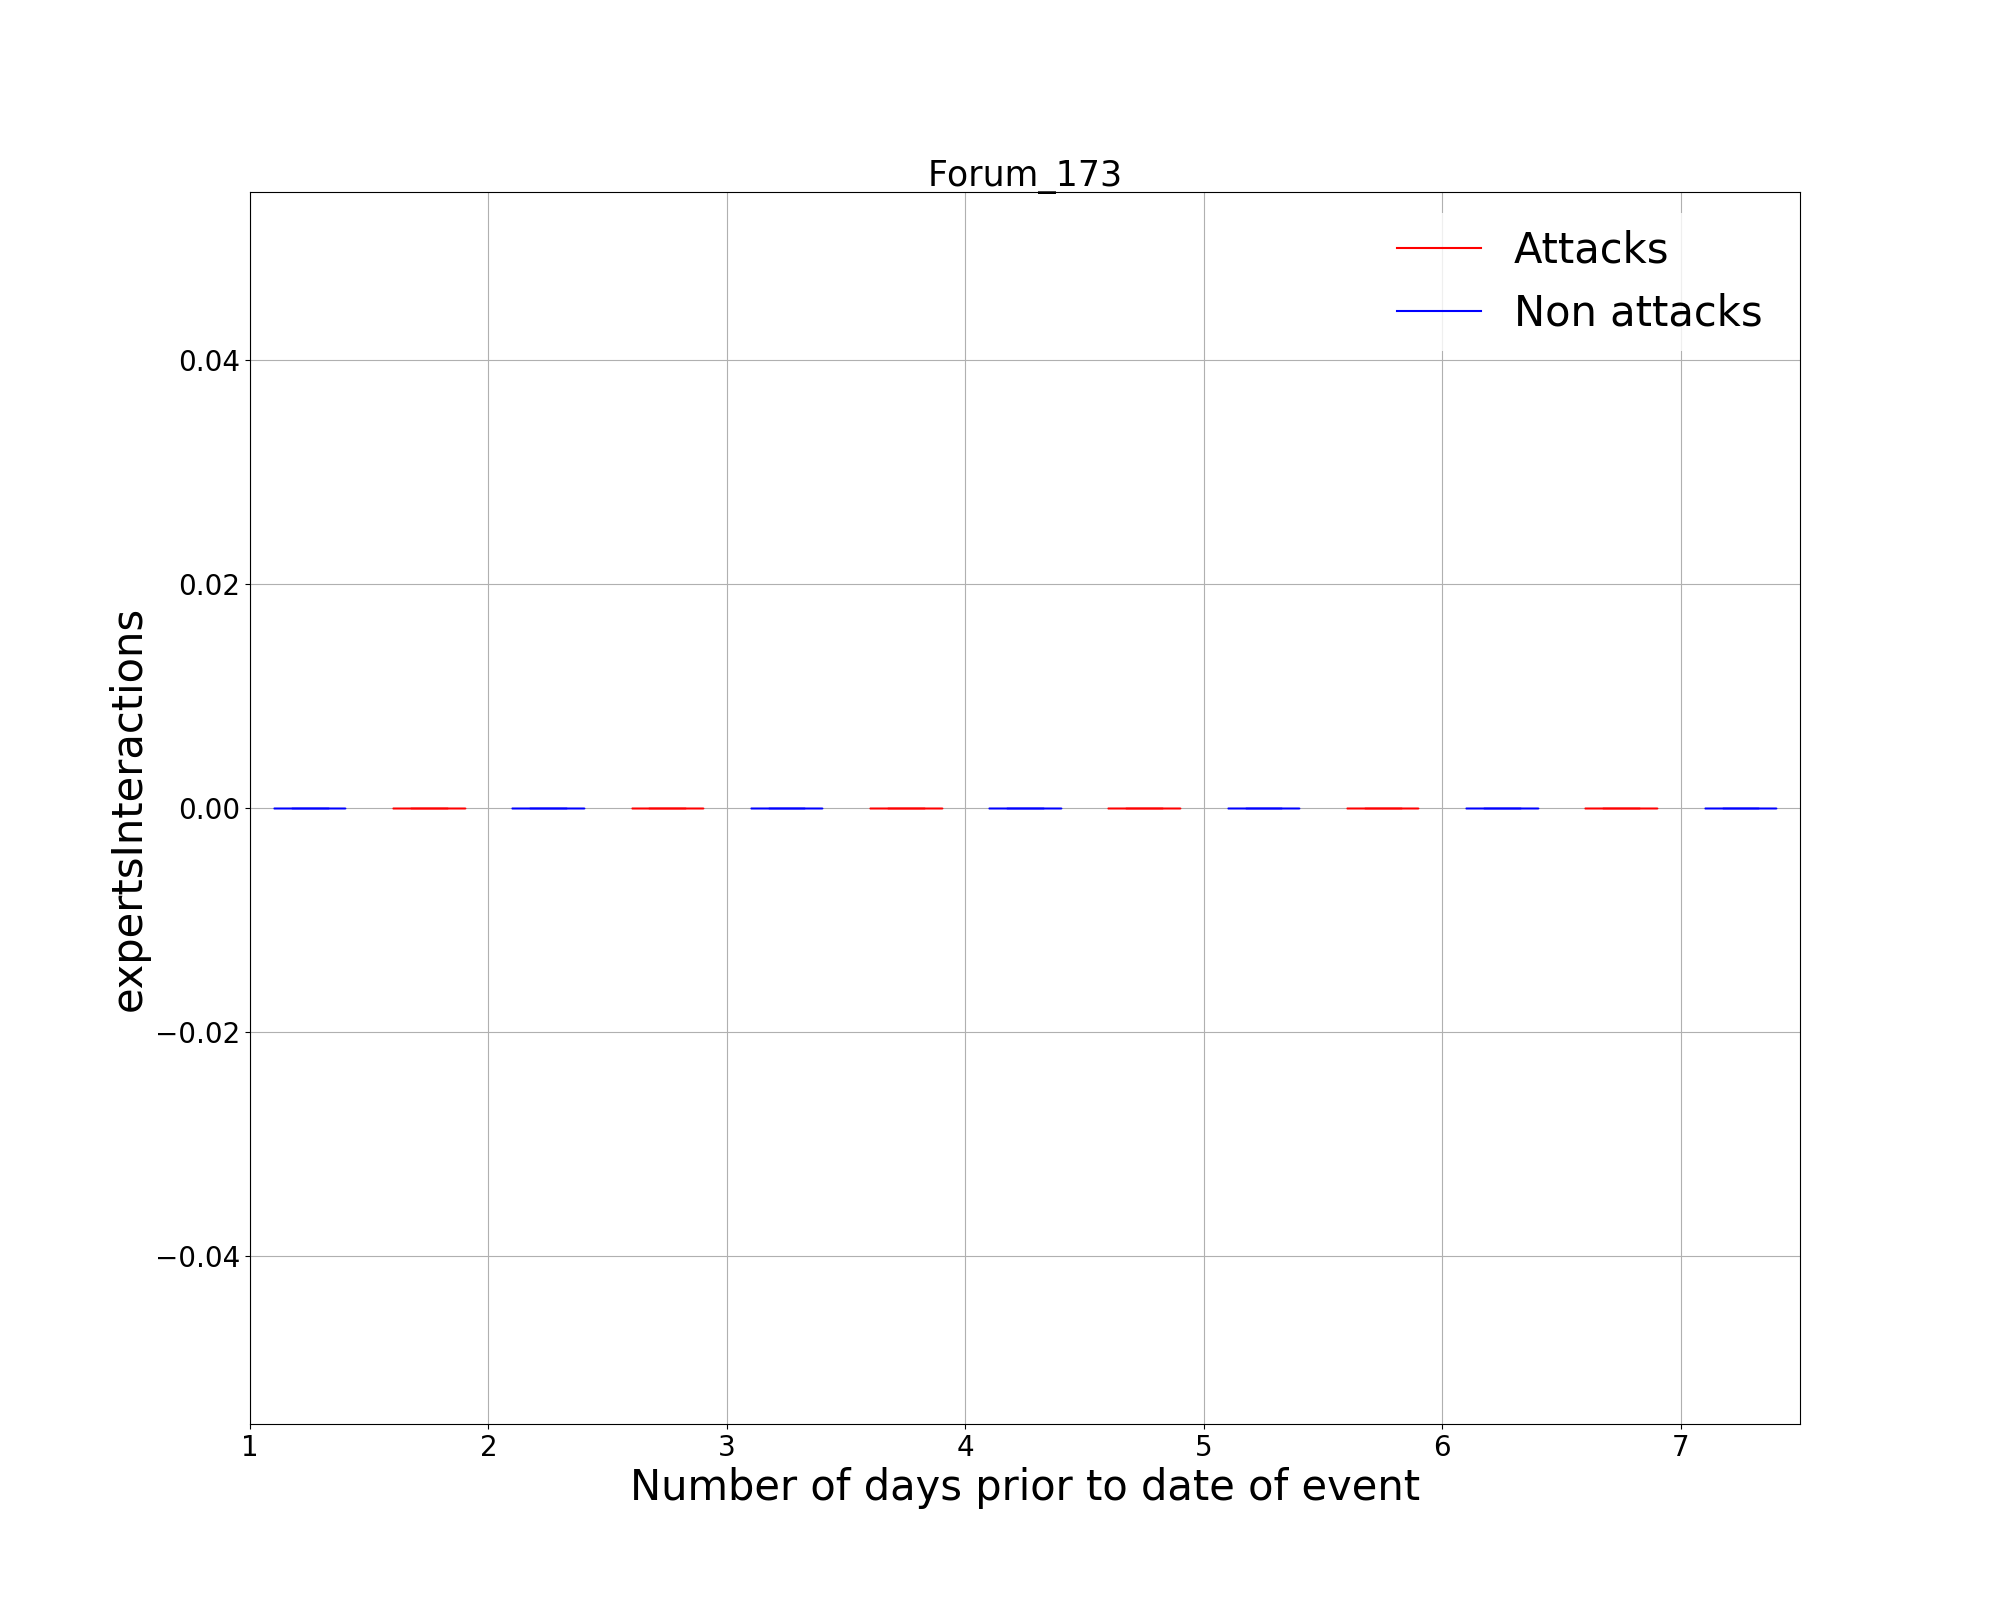 Forum_173
Attacks
Non attacks
0.04
0.02
0.00
−0.02
−0.04
expertsInteractions
1 2 3 4 5 6 7
Number of days prior to date of event